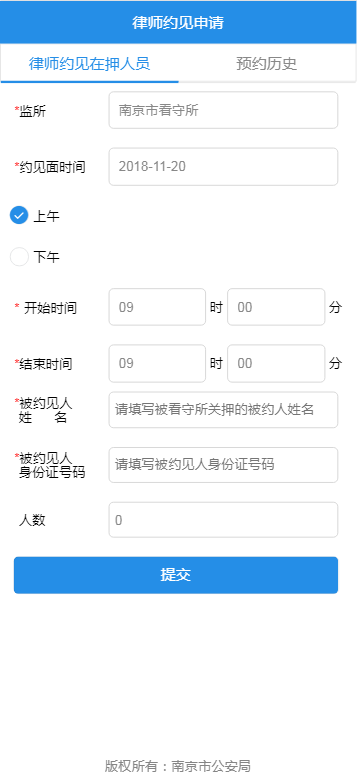 律师约见申请
律师约见在押人员 预约历史
*监所 南京市看守所
*约见面时间 2018-11-20
上午
下午
* 开始时间 09 时 00 分
*结束时间 09 时 00 分
*被约见人
姓 名 请填写被看守所关押的被约人姓名
*被约见人
身份证号码 请填写被约见人身份证号码
人数 0
提交
版权所有：南京市公安局